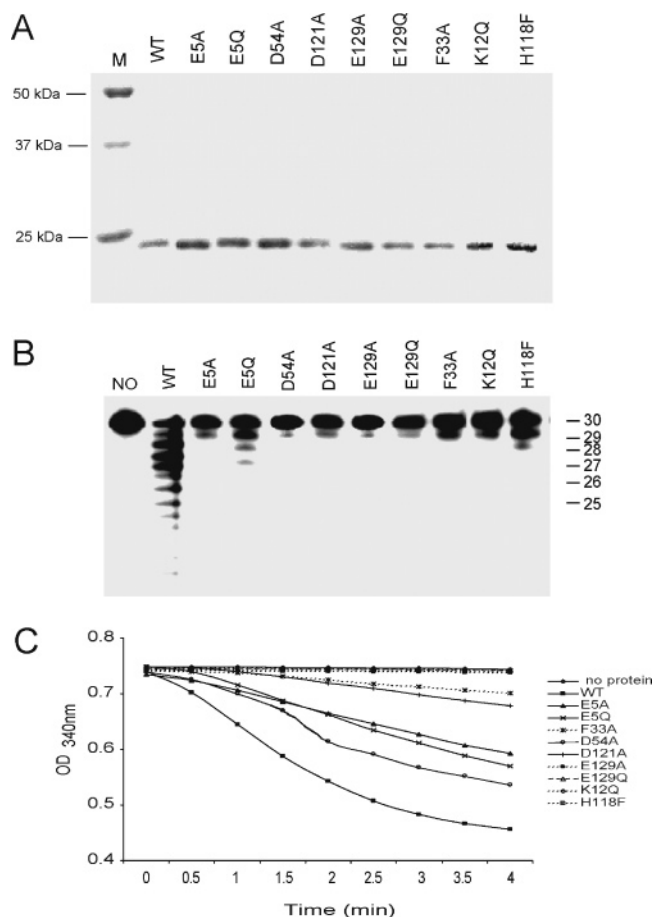 A
M WT E5A E5Q D54A D121A E129A E129Q F33A K12Q H118F
50 kDa
37 kDa
25 kDa
B
NO WT E5A E5Q D54A D121A E129A E129Q F33A K12Q H118F
30
29
28
27
26
25
C
OD 340nm
0.8
0.7
0.6
0.5
0.4
0 0.5 1 1.5 2 2.5 3 3.5 4
Time (min)
no protein
WT
E5A
E5Q
F33A
D54A
D121A
E129A
E129Q
K12Q
H118F